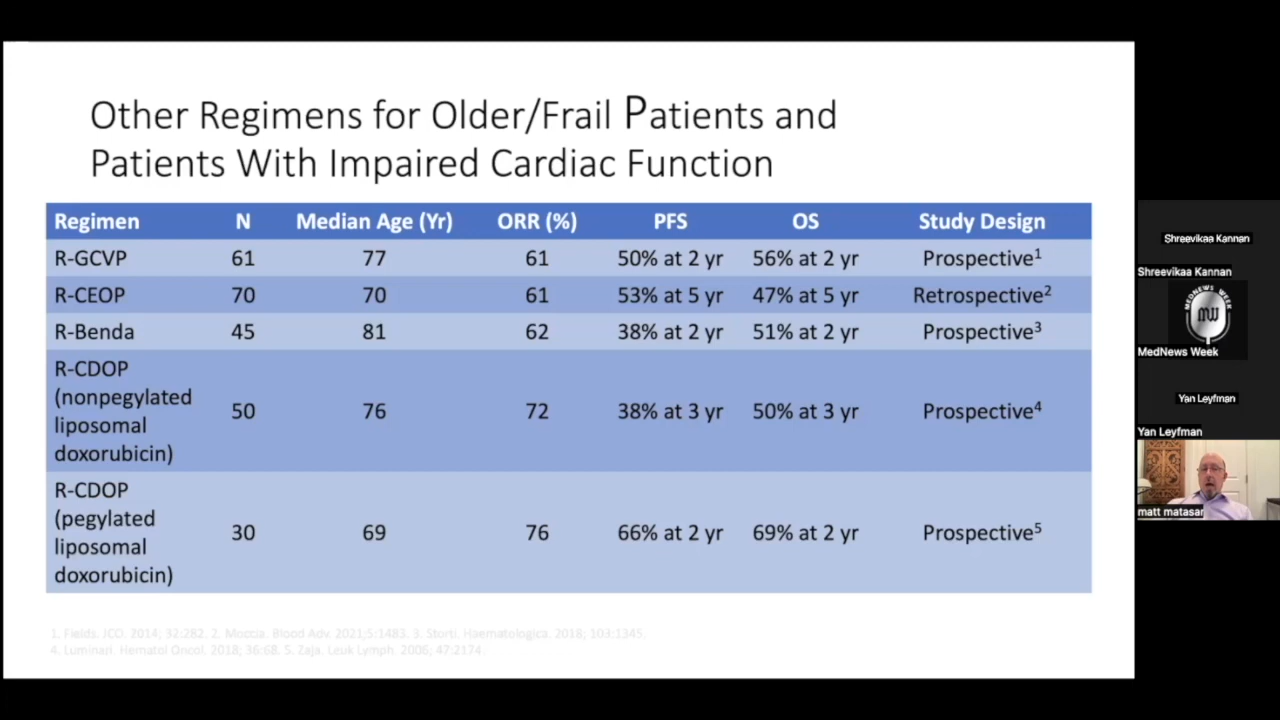 Other Regimens for Older/Frail Patients and
Patients With Impaired Cardiac Function
Regimen N Median Age (Yr) ORR (%) PFS OS Study Design
R-GCVP 61 77 61 50% at 2 yr 56% at 2 yr Prospective1
R-CEOP 70 70 61 53% at 5 yr 47% at 5 yr Retrospective2
R-Benda 45 81 62 38% at 2 yr 51% at 2 yr Prospective3
R-CDOP
(nonpegylated
liposomal
doxorubicin)
50 76 72 38% at 3 yr 50% at 3 yr Prospective4
R-CDOP
(pegylated
liposomal
doxorubicin)
30 69 76 66% at 2 yr 69% at 2 yr Prospective5
1. Fields. JCO. 2014; 32:282. 2. Moccia. Blood Adv. 2021;5:1483. 3. Storti. Haematologica. 2018; 103:1345.
4. Luminari. Hematol Oncol. 2018; 36:68. 5. Zaja. Leuk Lymph. 2006; 47:2174.
Shreevikaa Kannan
Shreevikaa Kannan
MEDNEWS WEEK
MW
MedNews Week
Yan Leyfman
Yan Leyfman
matt matasar